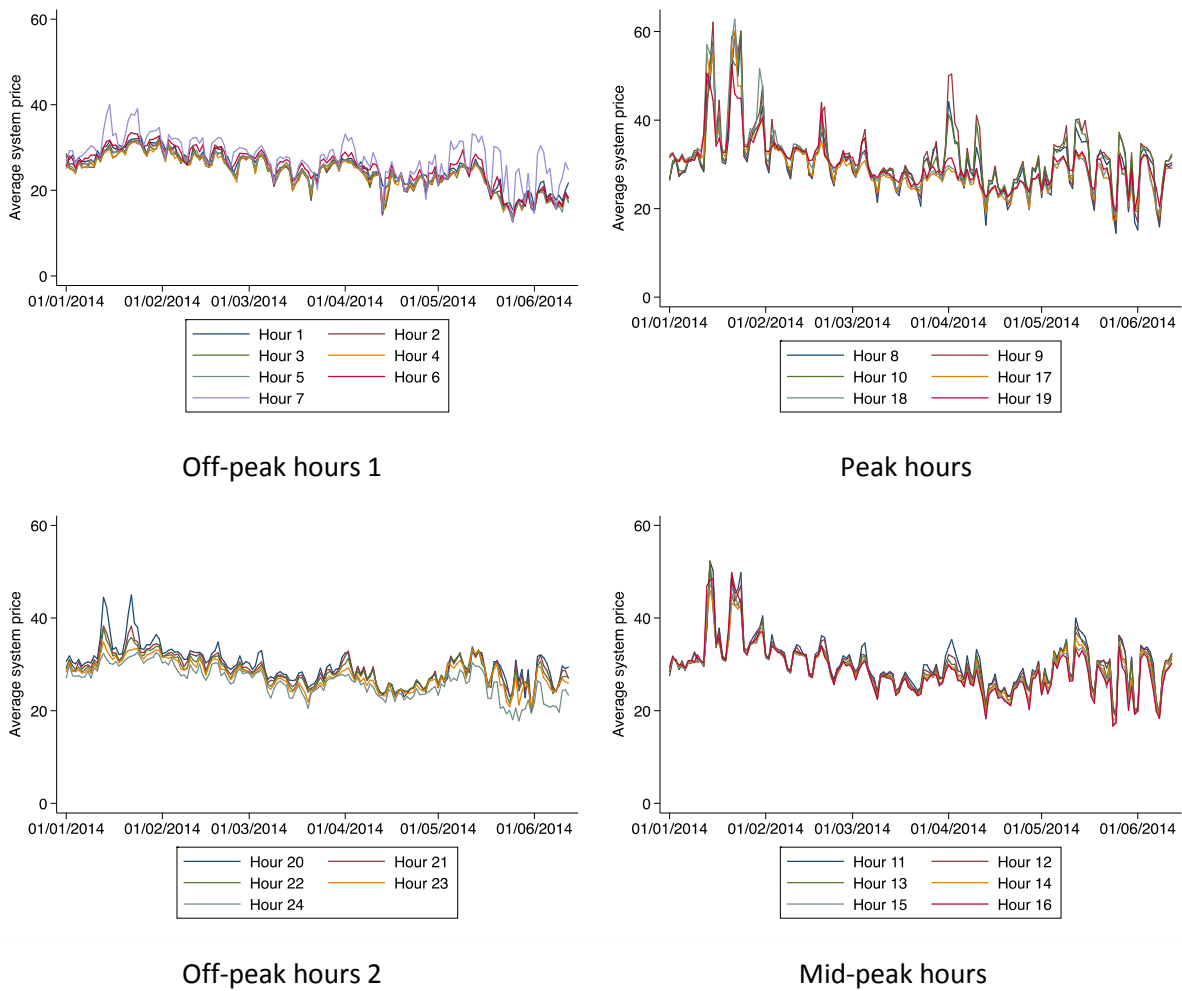 Average system price
60
40
20
0
01/01/2014 01/02/2014 01/03/2014 01/04/2014 01/05/2014 01/06/2014
Hour 1 Hour 2
Hour 3 Hour 4
Hour 5 Hour 6
Hour 7
Off-peak hours 1
Average system price
60
40
20
0
01/01/2014 01/02/2014 01/03/2014 01/04/2014 01/05/2014 01/06/2014
Hour 8 Hour 9
Hour 10 Hour 17
Hour 18 Hour 19
Peak hours
Average system price
60
40
20
0
01/01/2014 01/02/2014 01/03/2014 01/04/2014 01/05/2014 01/06/2014
Hour 20 Hour 21
Hour 22 Hour 23
Hour 24
Off-peak hours 2
Average system price
60
40
20
0
01/01/2014 01/02/2014 01/03/2014 01/04/2014 01/05/2014 01/06/2014
Hour 11 Hour 12
Hour 13 Hour 14
Hour 15 Hour 16
Mid-peak hours